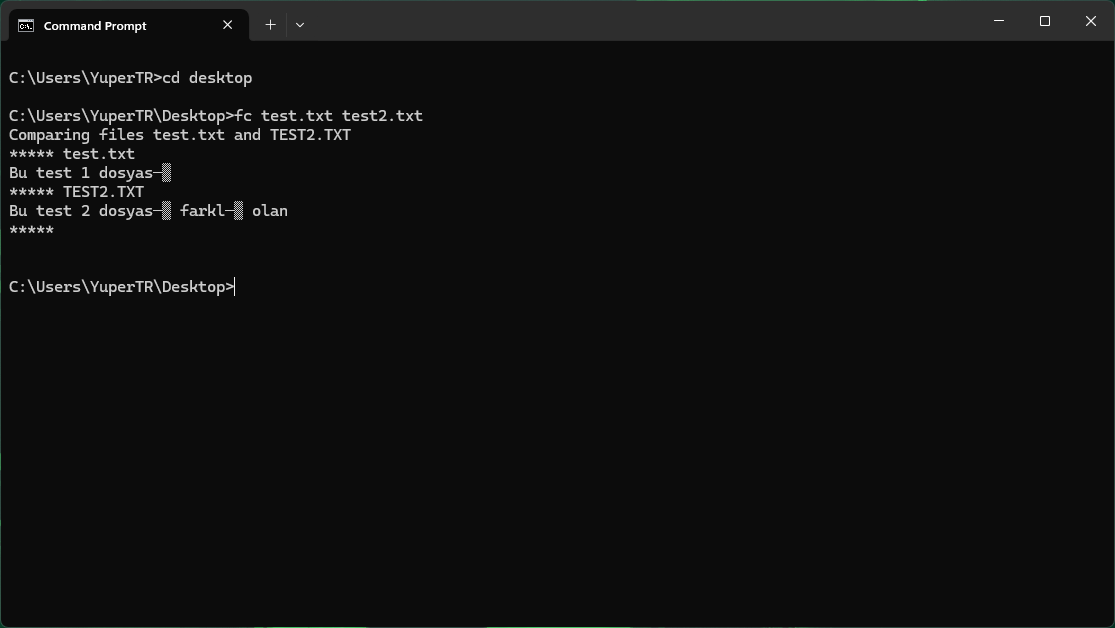 Command Prompt
C:\Users\YuperTR>cd desktop
C:\Users\YuperTR\Desktop>fc test.txt test2.txt
Comparing files test.txt and TEST2.TXT
***** test.txt
Bu test 1 dosyas─▒
***** TEST2.TXT
Bu test 2 dosyas─▒ farkl─▒ olan
*****
C:\Users\YuperTR\Desktop>